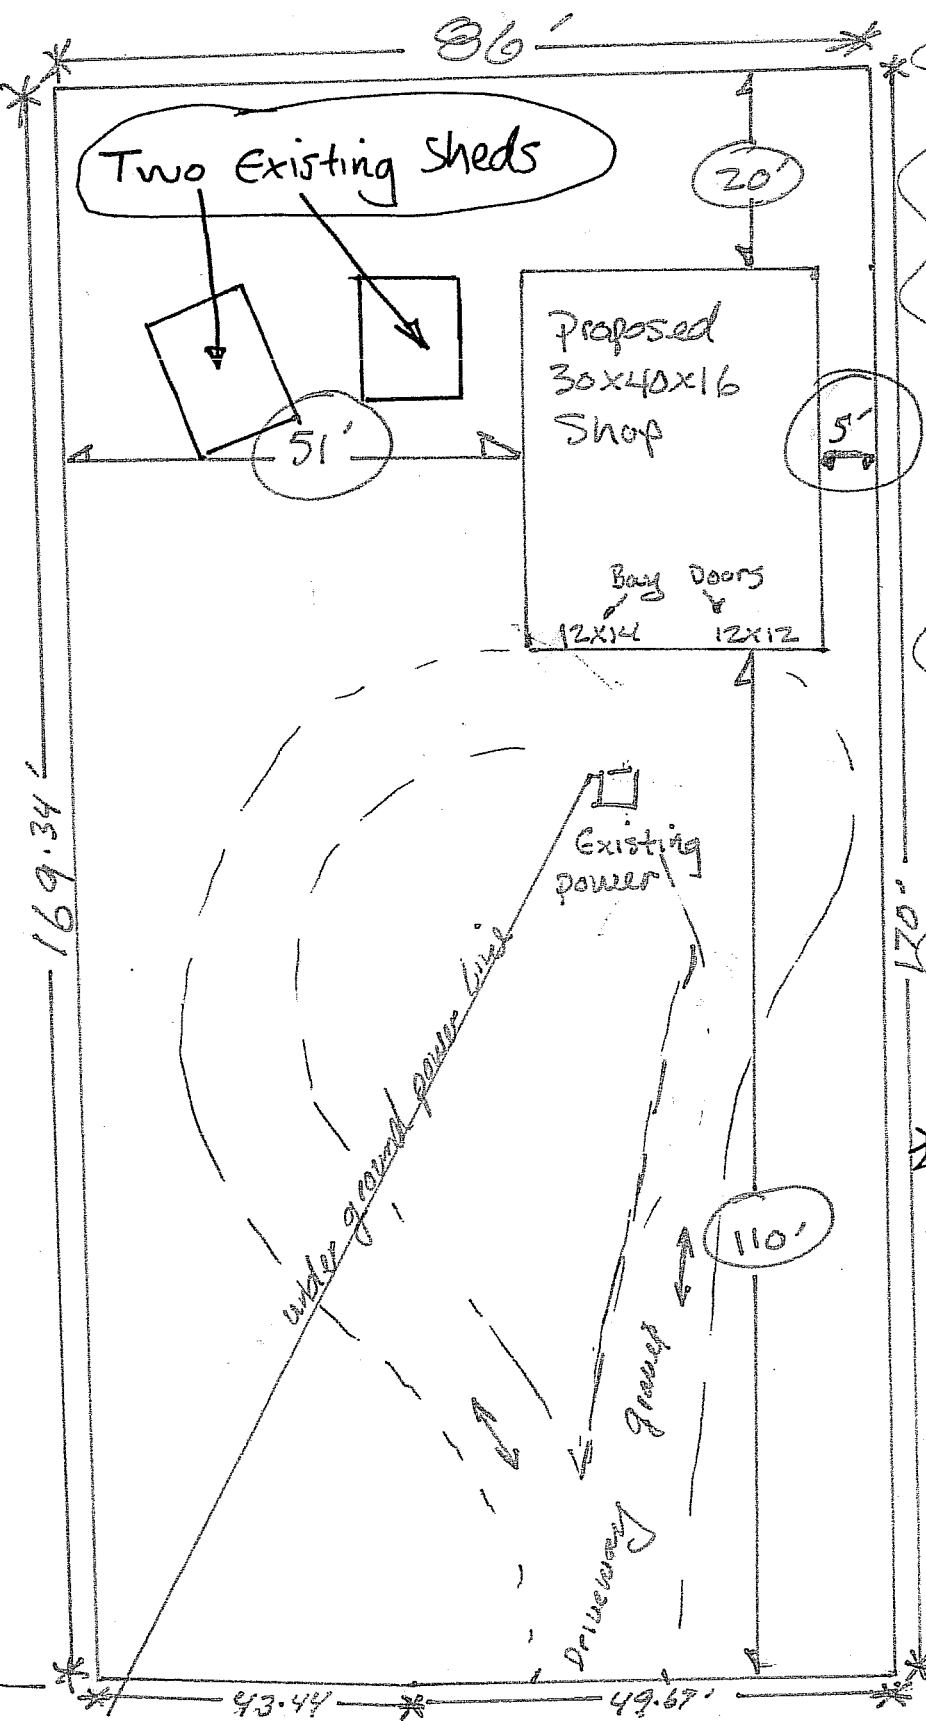 86'
Two Existing Sheds
20'
Proposed
30x40x16
Shop
5'
51'
Bay Doors
12x14 12x12
169.34'
170'
Existing
power
under ground power line
110'
Driveway gravel
43.44
49.67'